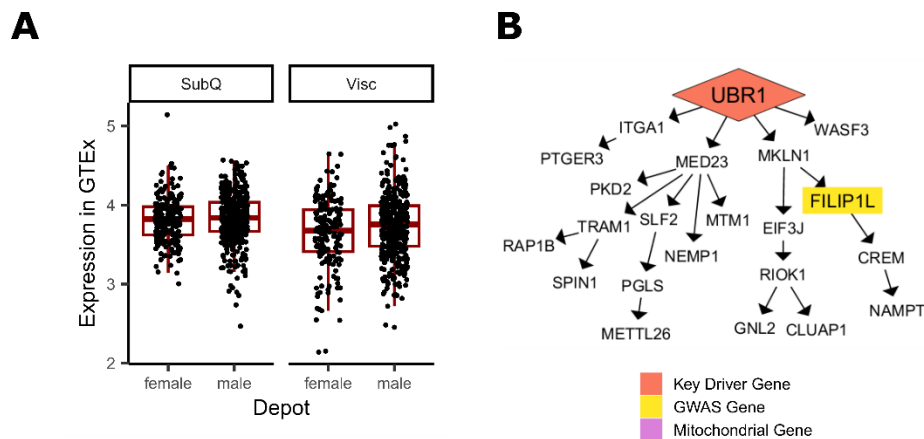 A
B
SubQ
Visc
Expression in GTEx
5
4
3
2
female
male
female
male
Depot
UBR1
ITGA1
WASF3
PTGER3
MED23
MKLN1
PKD2
FILIP1L
TRAM1
SLF2
MTM1
EIF3J
RAP1B
NEMP1
CREM
SPIN1
PGLS
RIOK1
NAMPT
METTL26
GNL2
CLUAP1
Key Driver Gene
GWAS Gene
Mitochondrial Gene